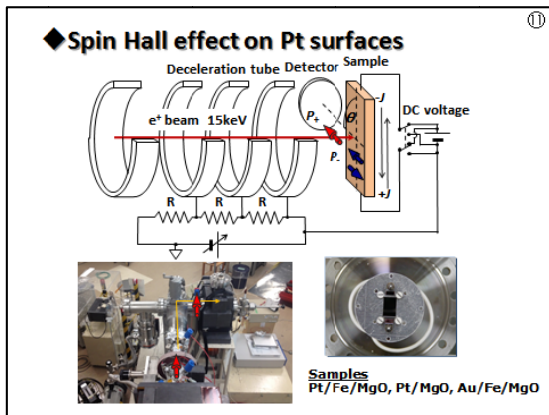 ⑪
◆Spin Hall effect on Pt surfaces
Deceleration tube Detector Sample
e⁺ beam 15keV
P₊
θ
-J
DC voltage
P₋
+J
R R R
Samples
Pt/Fe/MgO, Pt/MgO, Au/Fe/MgO